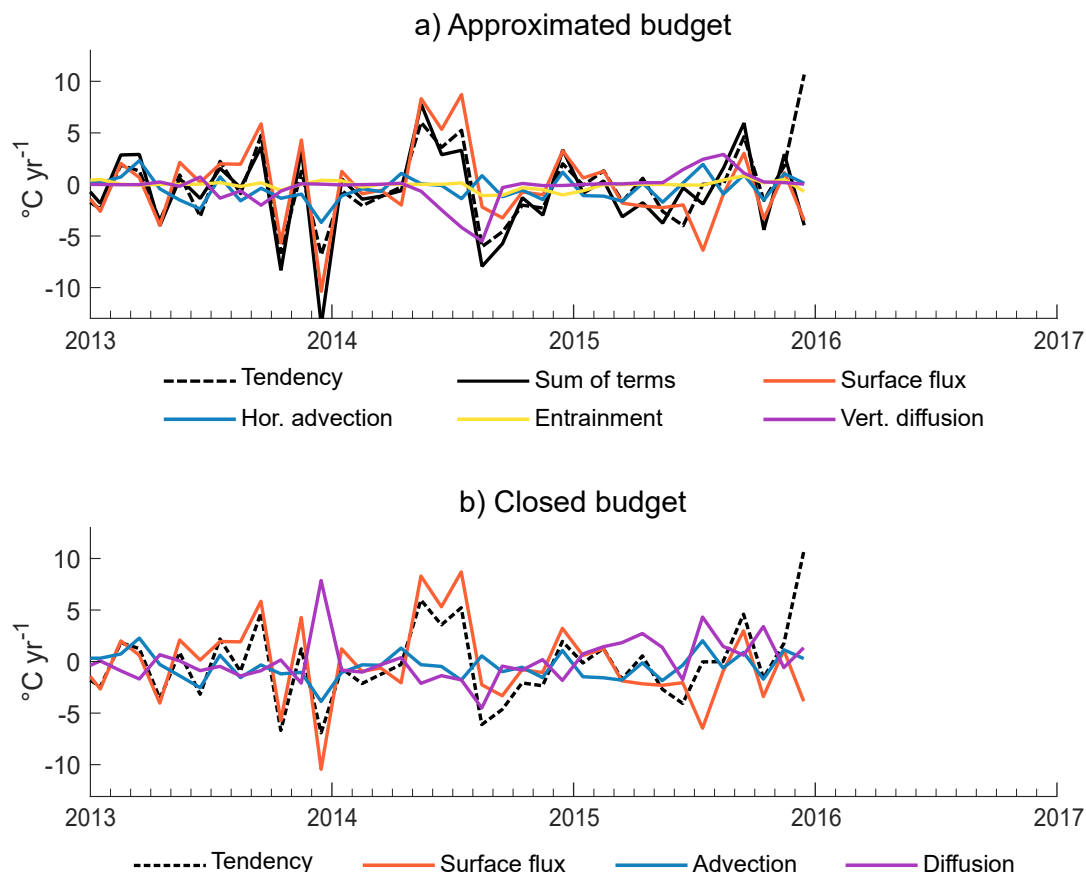 a) Approximated budget
°C yr-1
10
5
0
-5
-10
2013 2014 2015 2016 2017
Tendency Sum of terms Surface flux
Hor. advection Entrainment Vert. diffusion
b) Closed budget
°C yr-1
10
5
0
-5
-10
2013 2014 2015 2016 2017
Tendency Surface flux Advection Diffusion